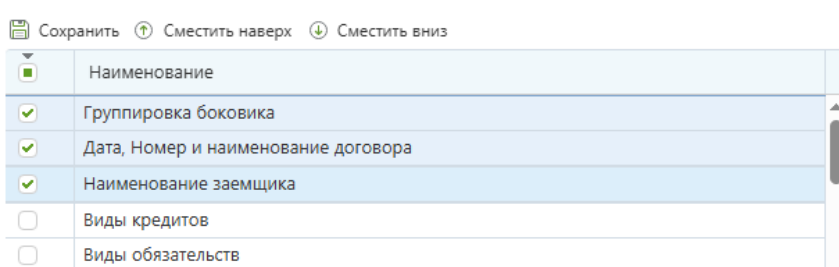 Сохранить Сместить наверх Сместить вниз
Наименование
Группировка боковика
Дата, Номер и наименование договора
Наименование заемщика
Виды кредитов
Виды обязательств